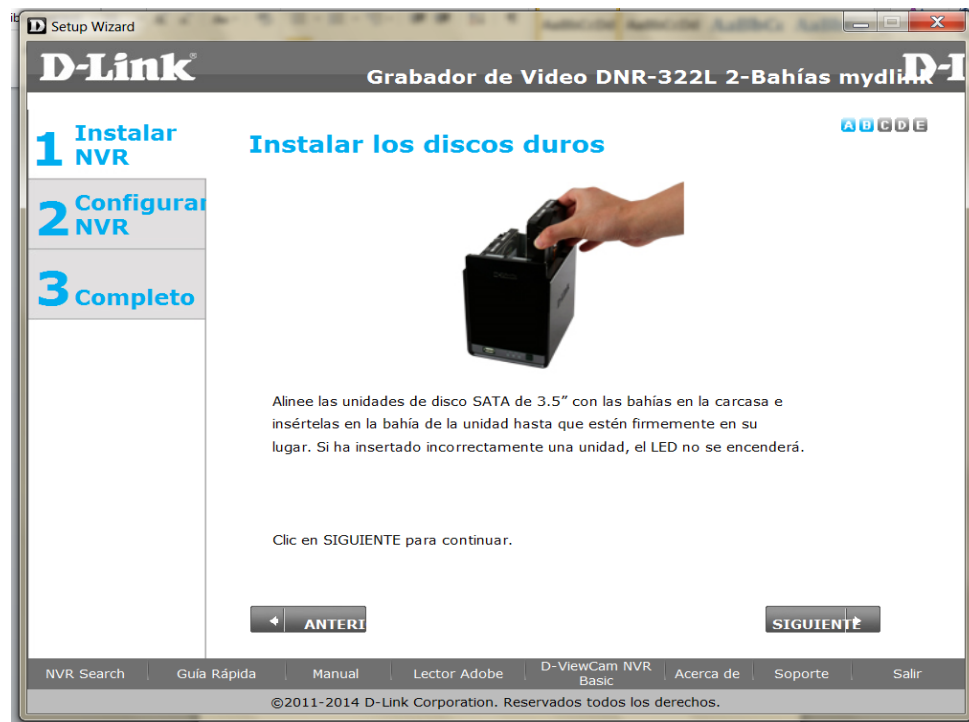 Setup Wizard
D-Link®
Grabador de Video DNR-322L 2-Bahías mydlink
1 Instalar
NVR
2 Configurar
NVR
3 Completo
A B C D E
Instalar los discos duros
Alinee las unidades de disco SATA de 3.5” con las bahías en la carcasa e
insértelas en la bahía de la unidad hasta que estén firmemente en su
lugar. Si ha insertado incorrectamente una unidad, el LED no se encenderá.
Clic en SIGUIENTE para continuar.
ANTERI
SIGUIENTE
NVR Search
Guía Rápida
Manual
Lector Adobe
D-ViewCam NVR
Basic
Acerca de
Soporte
Salir
©2011-2014 D-Link Corporation. Reservados todos los derechos.